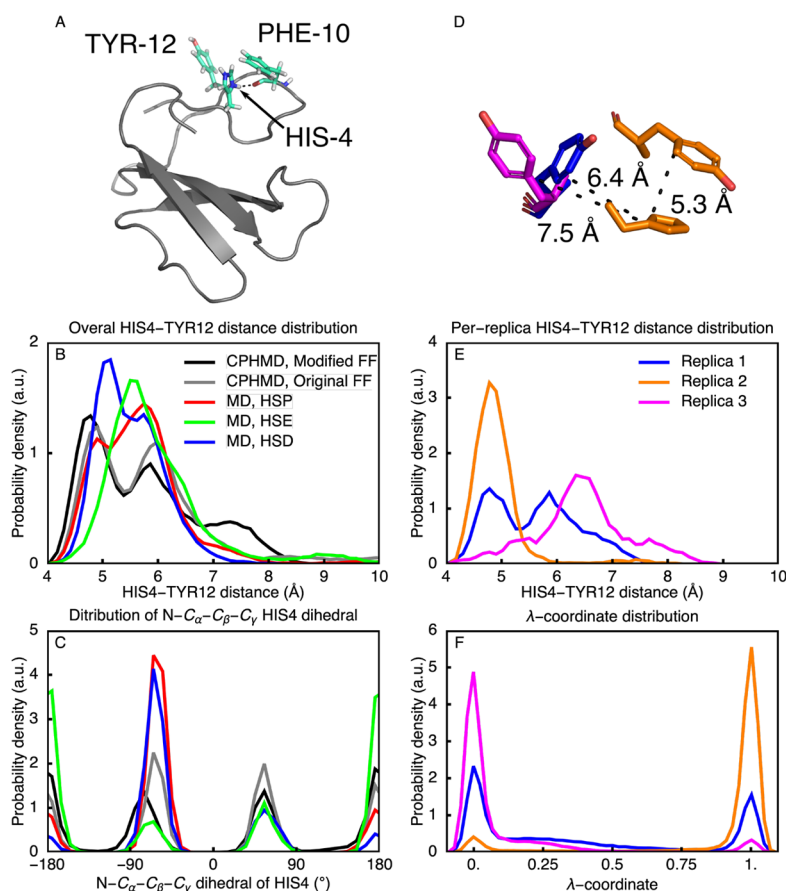 A
TYR-12
PHE-10
HIS-4
D
6.4 Å
5.3 Å
7.5 Å
Overal HIS4–TYR12 distance distribution
B
CPHMD, Modified FF
CPHMD, Original FF
MD, HSP
MD, HSE
MD, HSD
Probability density (a.u.)
0
1
2
4
5
6
7
8
9
10
HIS4–TYR12 distance (Å)
Per-replica HIS4–TYR12 distance distribution
E
Replica 1
Replica 2
Replica 3
Probability density (a.u.)
0
1
2
3
4
4
5
6
7
8
9
10
HIS4–TYR12 distance (Å)
Ditribution of N–Cα–Cβ–Cγ HIS4 dihedral
C
Probability density (a.u.)
0
1
2
3
4
5
−180
−90
0
90
180
N–Cα–Cβ–Cγ dihedral of HIS4 (°)
λ-coordinate distribution
F
Probability density (a.u.)
0
1
2
3
4
5
6
0.
0.25
0.5
0.75
1.
λ-coordinate